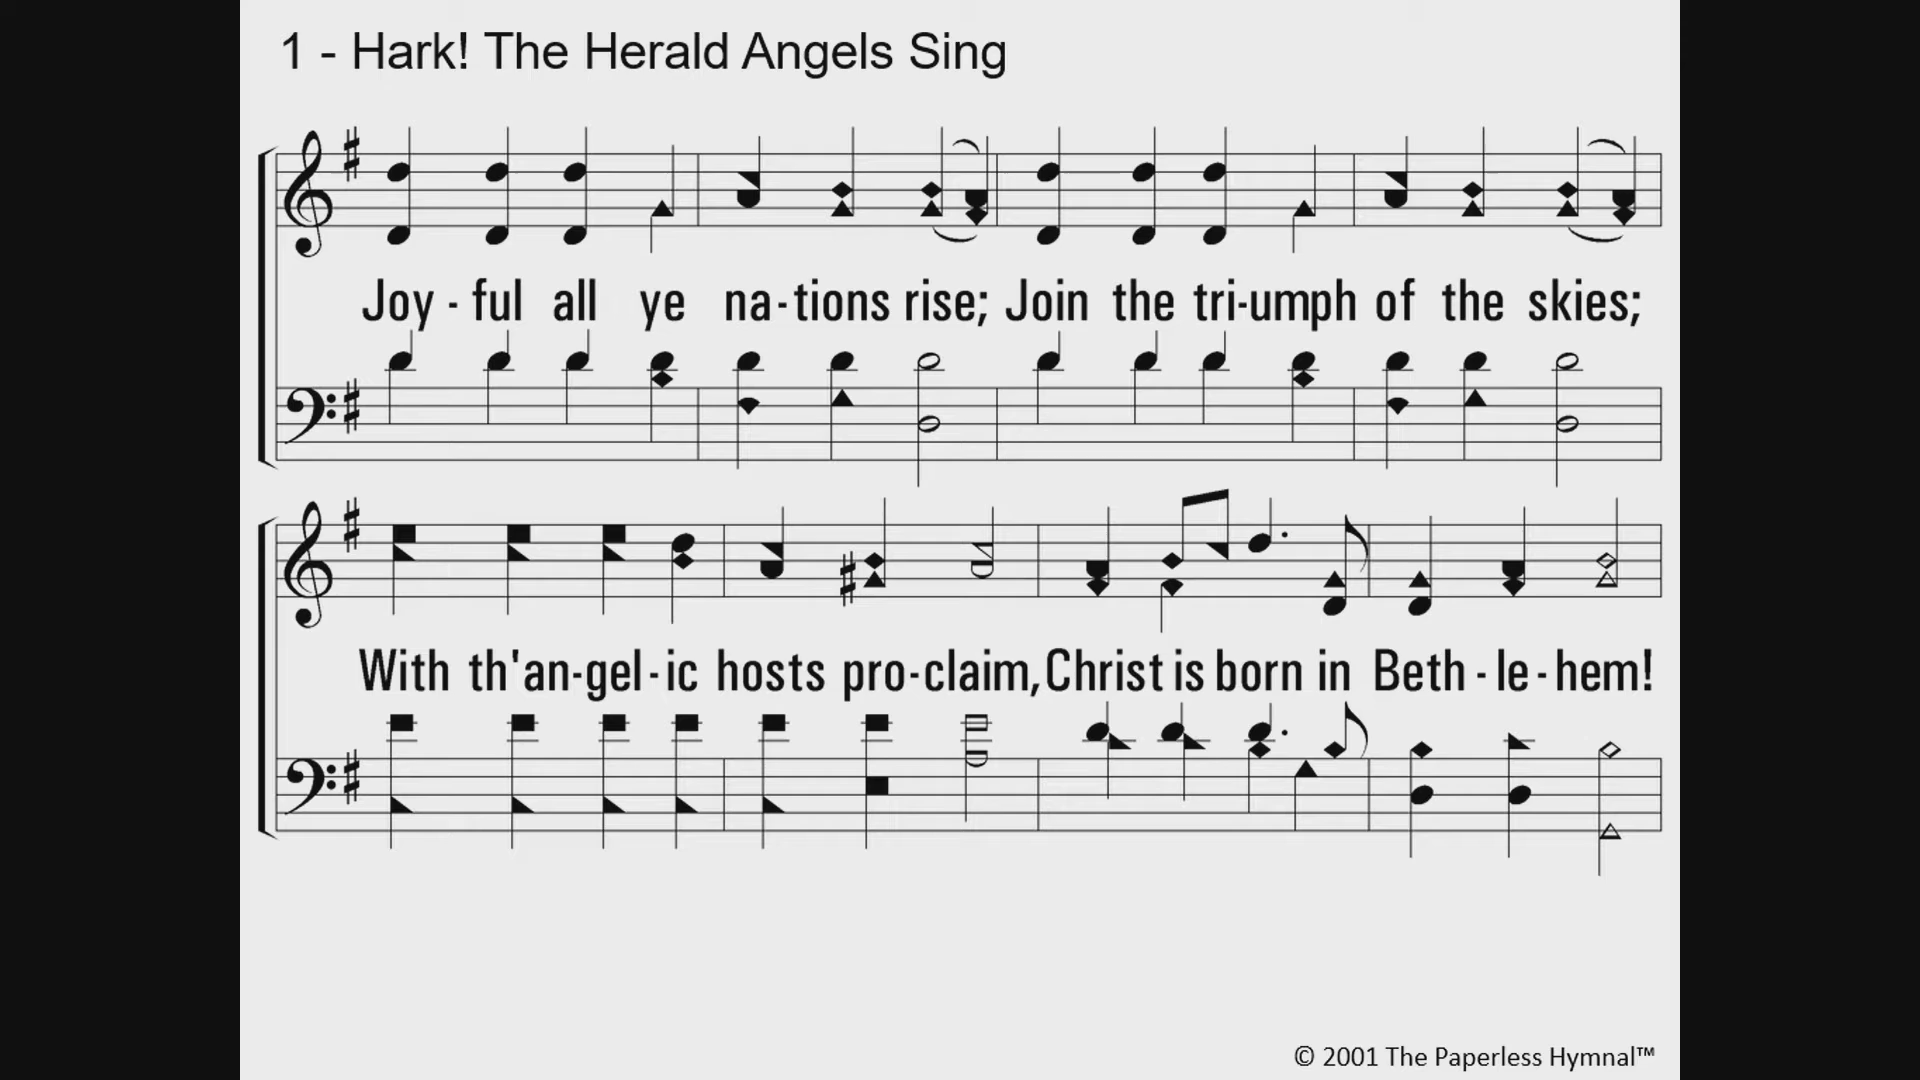 1 - Hark! The Herald Angels Sing
Joy - ful all ye na - tions rise; Join the tri - umph of the skies;
With th'an - gel - ic hosts pro - claim, Christ is born in Beth - le - hem!
© 2001 The Paperless Hymnal™